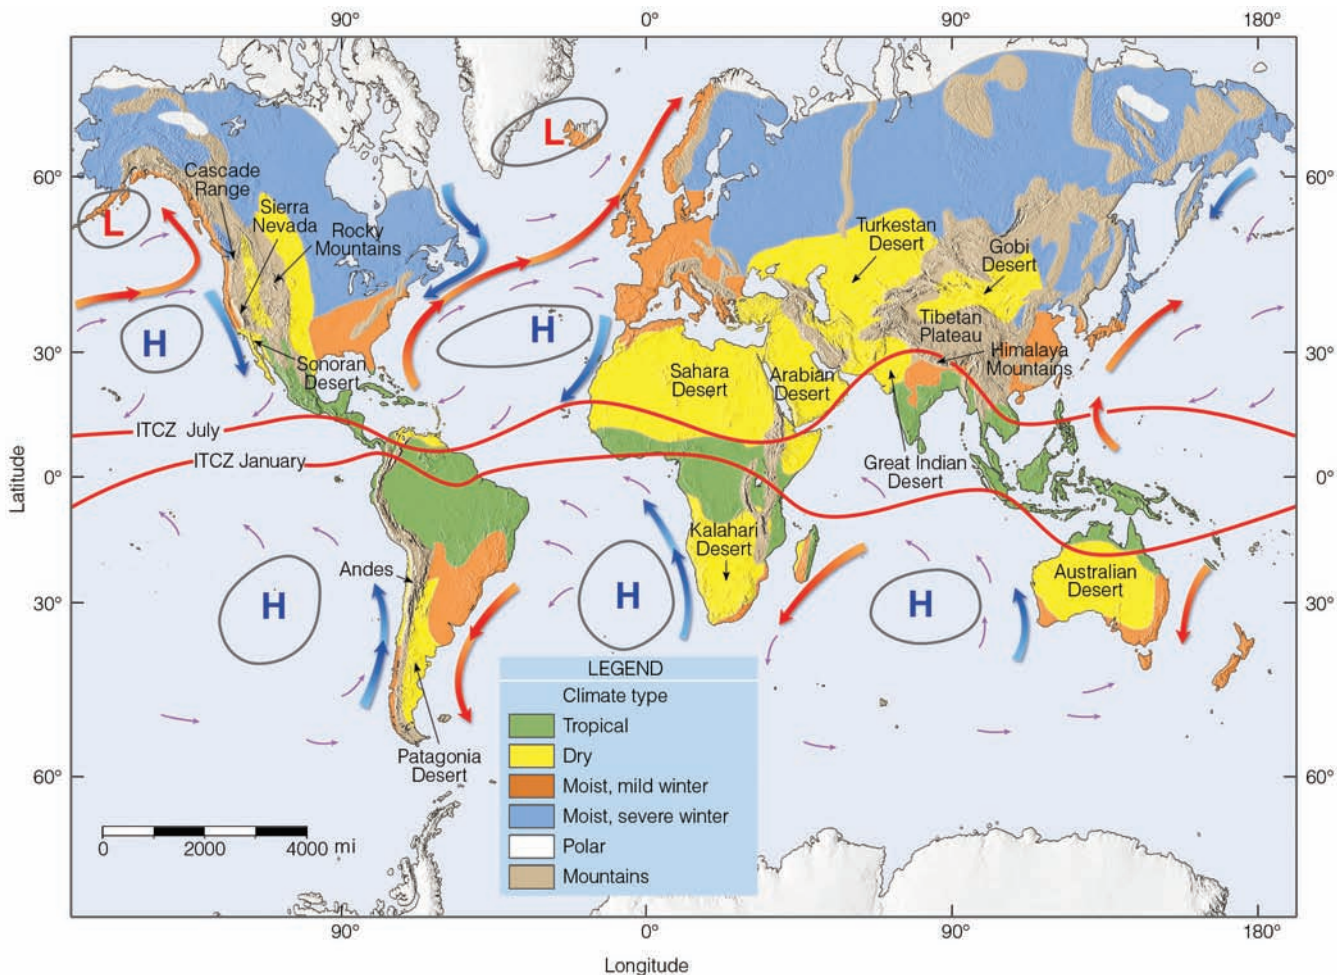 90°
0°
90°
180°
L
Cascade
Range
60°
60°
Sierra
Nevada
L
Rocky
Mountains
Turkestan
Desert
Gobi
Desert
H
H
Tibetan
Plateau
30°
30°
Himalaya
Mountains
Sonoran
Desert
Sahara
Desert
Arabian
Desert
ITCZ July
ITCZ January
Great Indian
Desert
Latitude
0°
0°
Kalahari
Desert
Andes
Australian
Desert
H
H
H
30°
30°
LEGEND
Climate type
Tropical
Dry
Moist, mild winter
Moist, severe winter
Polar
Mountains
Patagonia
Desert
60°
60°
0
2000
4000 mi
90°
0°
90°
180°
Longitude